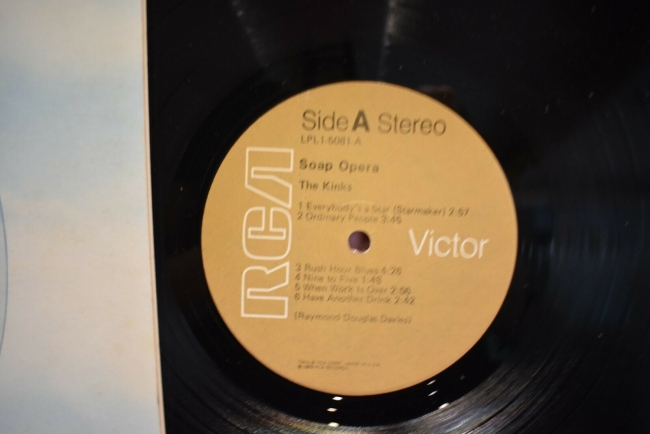 Side A Stereo
LPL1-5081-A
Soap Opera
The Kinks
1 Everybody's a Star (Starmaker) 2:57
2 Ordinary People 3:45
RCA
Victor
3 Rush Hour Blues 4:26
4 Nine to Five 1:45
5 When Work Is Over 2:06
6 Have Another Drink 2:42
(Raymond Douglas Davies)